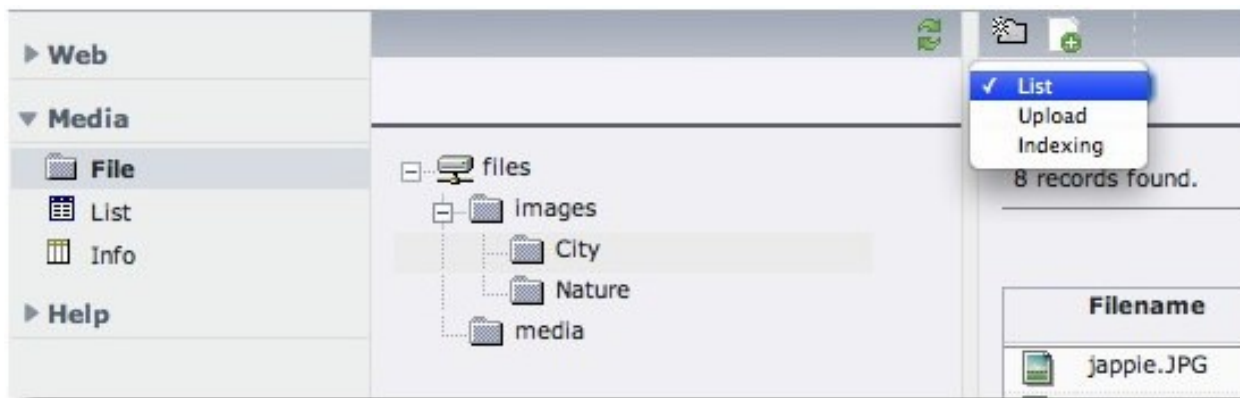 Web
Media
File
List
Info
Help
files
images
City
Nature
media
List
Upload
Indexing
8 records found.
Filename
jappie.JPG